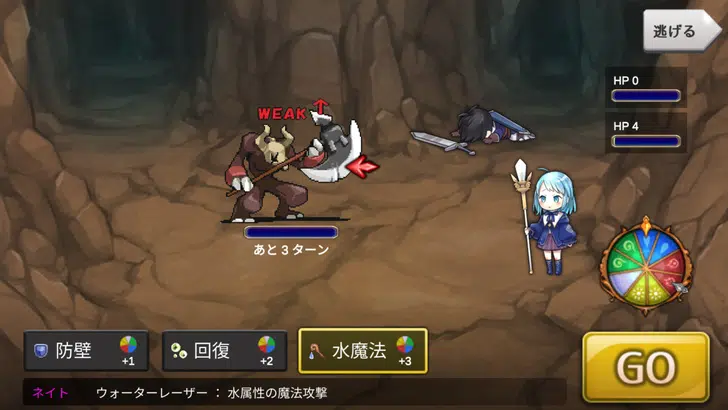 逃げる
HP 0
HP 4
WEAK
あと 3 ターン
防壁 +1
回復 +2
水魔法 +3
GO
ネイト ウォーターレーザー : 水属性の魔法攻撃